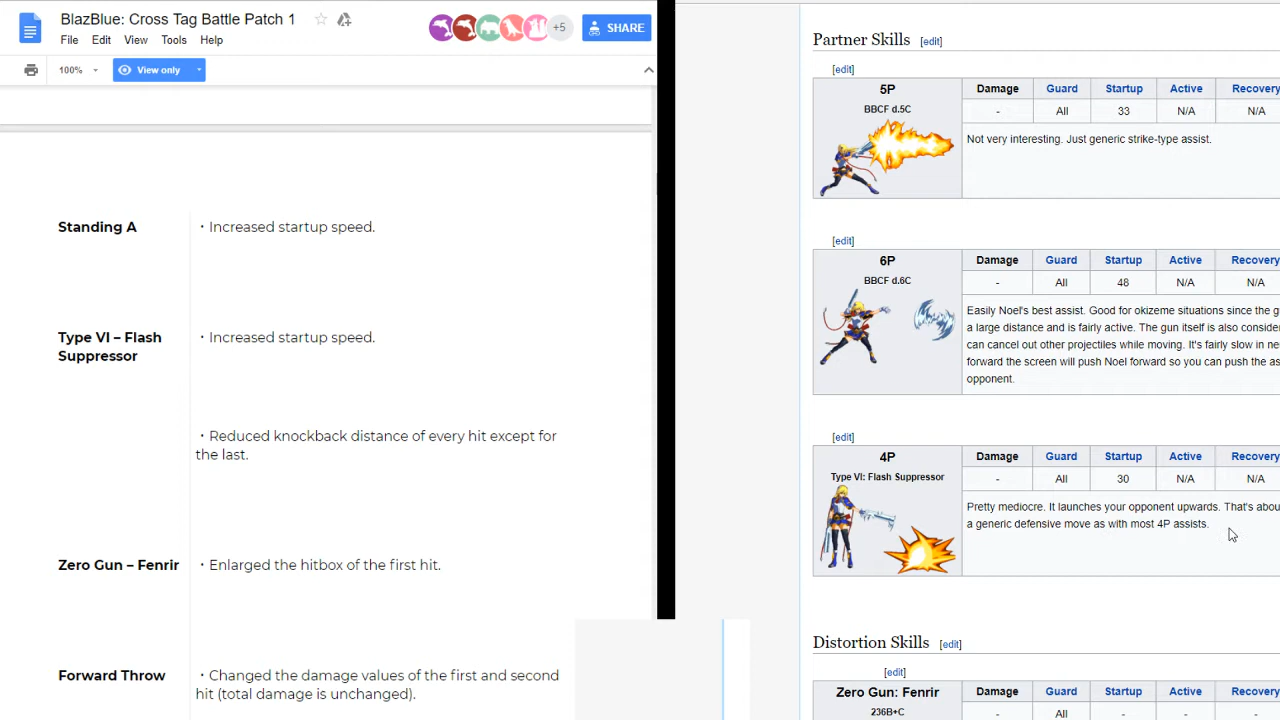 BlazBlue: Cross Tag Battle Patch 1
File Edit View Tools Help
+5
SHARE
100%
View only
Standing A
・Increased startup speed.
Type VI – Flash
Suppressor
・Increased startup speed.
・Reduced knockback distance of every hit except for
the last.
Zero Gun – Fenrir
・Enlarged the hitbox of the first hit.
Forward Throw
・Changed the damage values of the first and second
hit (total damage is unchanged).
Partner Skills [edit]
[edit]
5P
BBCF d.5C
Damage Guard Startup Active Recovery
- All 33 N/A N/A
Not very interesting. Just generic strike-type assist.
[edit]
6P
BBCF d.6C
Damage Guard Startup Active Recovery
- All 48 N/A N/A
Easily Noel's best assist. Good for okizeme situations since the g
a large distance and is fairly active. The gun itself is also conside
can cancel out other projectiles while moving. It's fairly slow in ne
forward the screen will push Noel forward so you can push the as
opponent.
[edit]
4P
Type VI: Flash Suppressor
Damage Guard Startup Active Recovery
- All 30 N/A N/A
Pretty mediocre. It launches your opponent upwards. That's abou
a generic defensive move as with most 4P assists.
Distortion Skills [edit]
[edit]
Zero Gun: Fenrir
236B+C
Damage Guard Startup Active Recovery
- All - - -